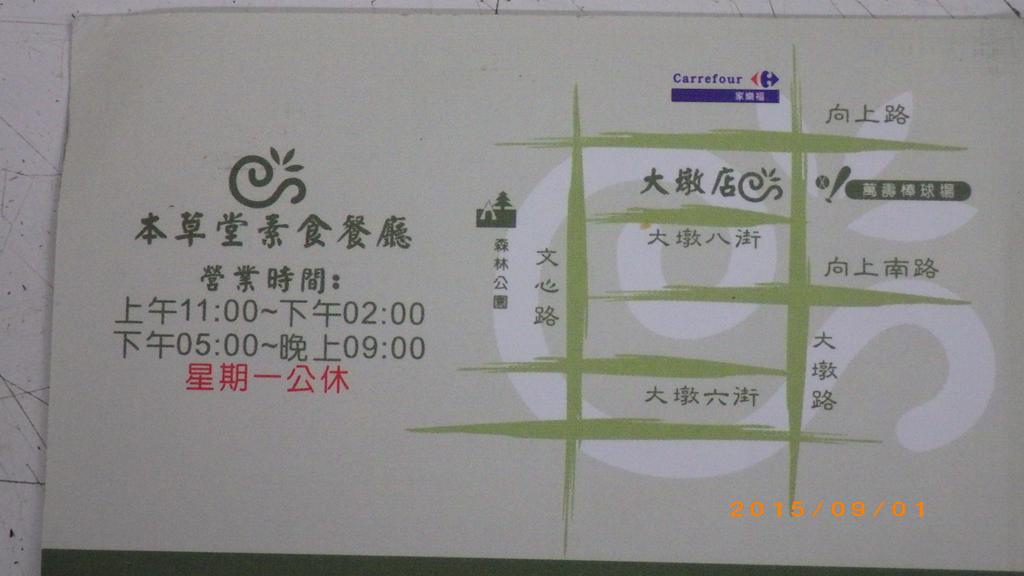 本草堂素食餐廳
營業時間:
上午11:00~下午02:00
下午05:00~晚上09:00
星期一公休
Carrefour
家樂福
向上路
大墩店
萬壽棒球場
大墩八街
森林公園
文心路
向上南路
大墩路
大墩六街
2015/09/01